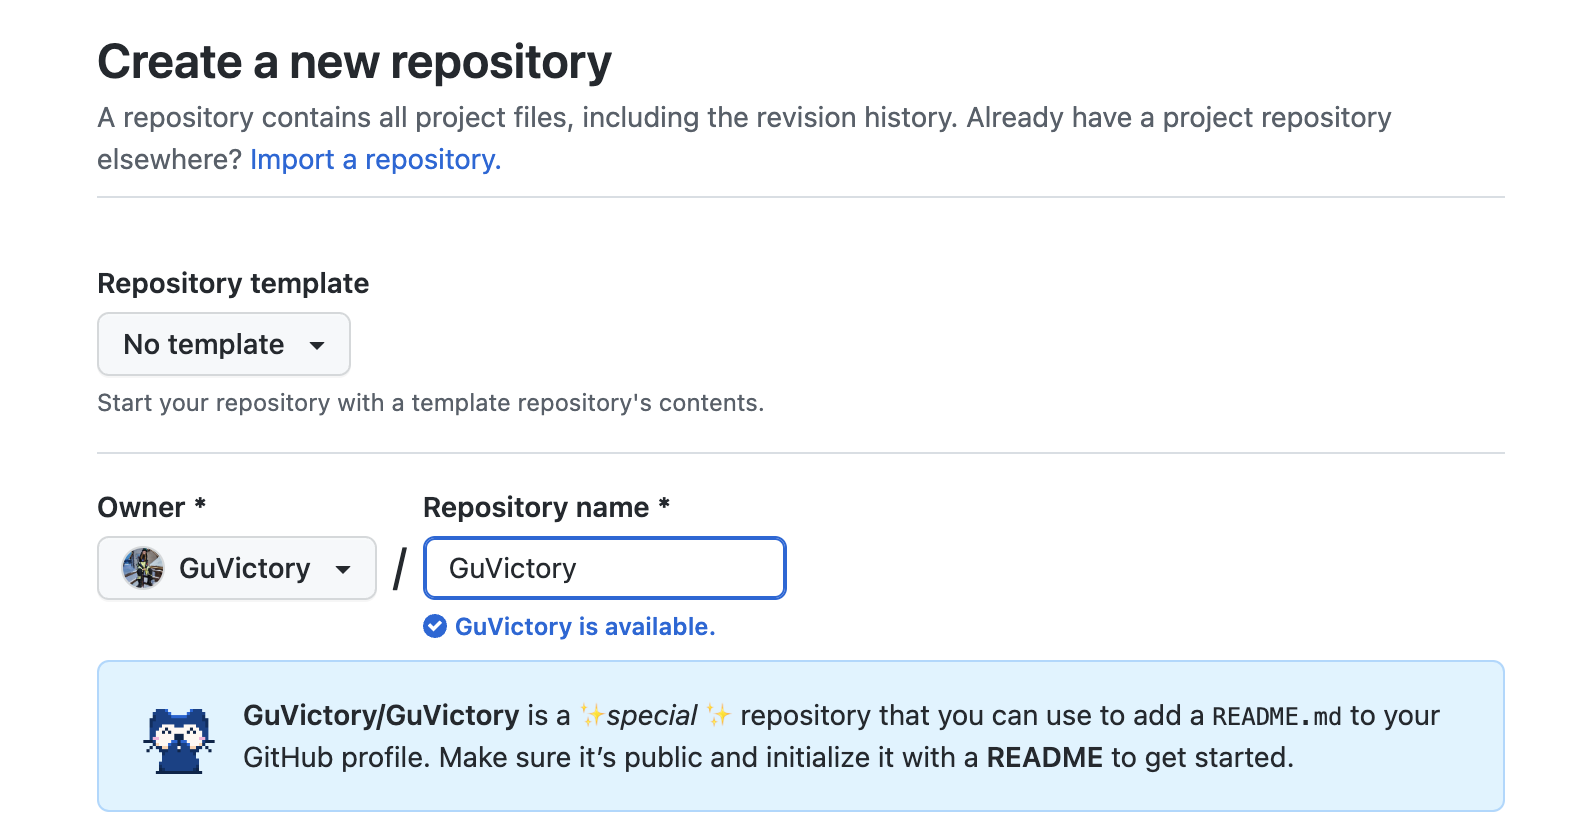 Create a new repository
A repository contains all project files, including the revision history. Already have a project repository
elsewhere? Import a repository.
Repository template
No template
Start your repository with a template repository's contents.
Owner *
Repository name *
GuVictory
/
GuVictory
GuVictory is available.
GuVictory/GuVictory is a ✨special ✨ repository that you can use to add a README.md to your
GitHub profile. Make sure it’s public and initialize it with a README to get started.